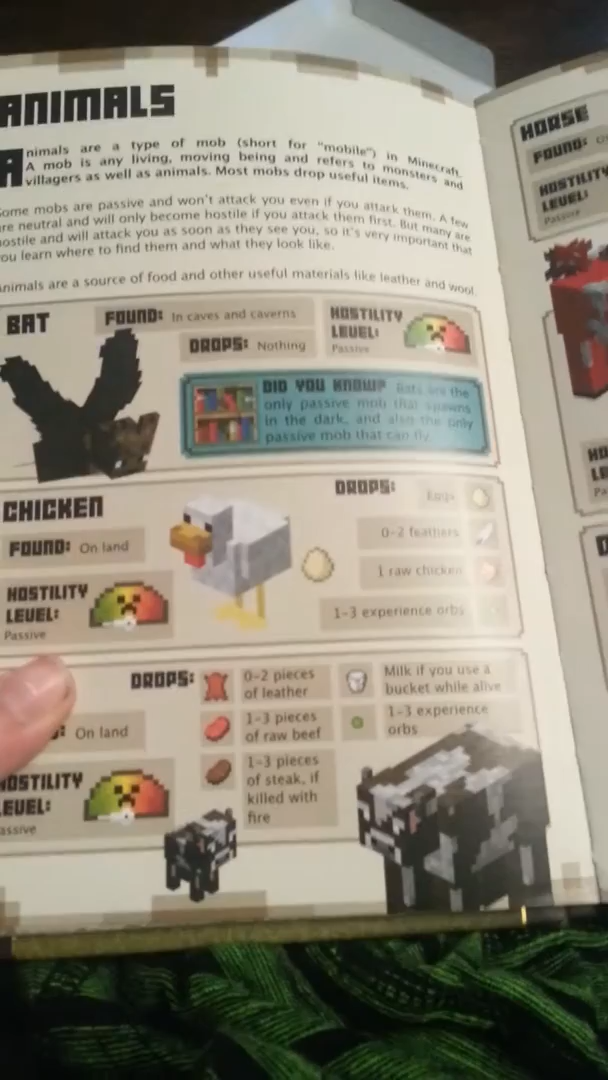 ANIMALS
Animals are a type of mob (short for "mobile") in Minecraft.
A mob is any living, moving being and refers to monsters and
villagers as well as animals. Most mobs drop useful items.
Some mobs are passive and won't attack you even if you attack them. A few
are neutral and will only become hostile if you attack them first. But many are
hostile and will attack you as soon as they see you, so it's very important that
you learn where to find them and what they look like.
Animals are a source of food and other useful materials like leather and wool.
BAT
FOUND: In caves and caverns
DROPS: Nothing
HOSTILITY
LEVEL:
Passive
DID YOU KNOW? Bats are the
only passive mob that spawns
in the dark, and also the only
passive mob that can fly.
CHICKEN
FOUND: On land
HOSTILITY
LEVEL:
Passive
DROPS:
Eggs
0-2 feathers
1 raw chicken
1-3 experience orbs
On land
HOSTILITY
LEVEL:
Passive
DROPS:
0-2 pieces
of leather
1-3 pieces
of raw beef
1-3 pieces
of steak, if
killed with
fire
Milk if you use a
bucket while alive
1-3 experience
orbs
HORSE
FOUND:
HOSTILITY
LEVEL:
Passive